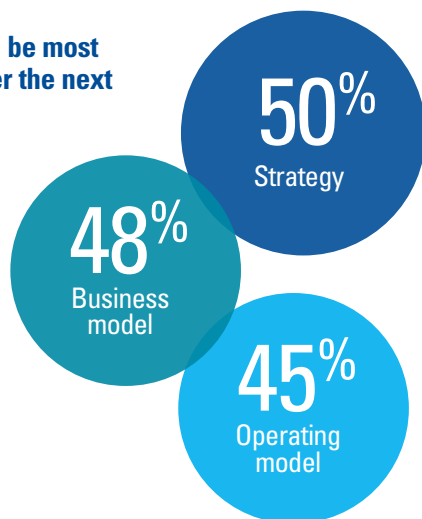 be most
er the next
50%
Strategy
48%
Business
model
45%
Operating
model